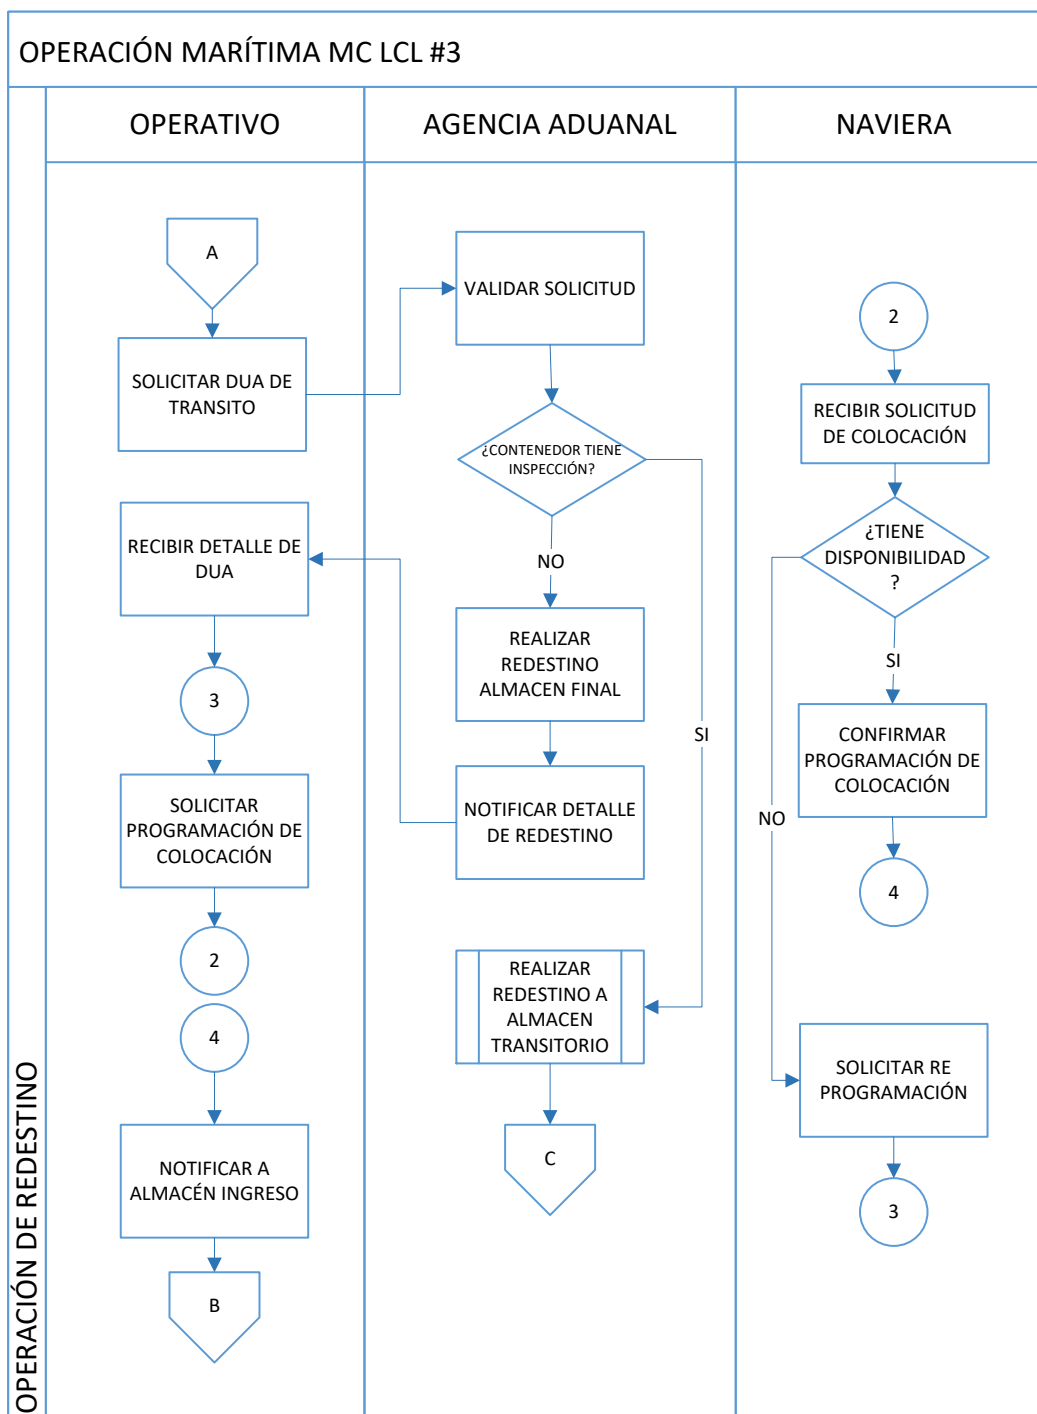 OPERACIÓN MARÍTIMA MC LCL #3
OPERATIVO
AGENCIA ADUANAL
NAVIERA
OPERACIÓN DE REDESTINO
A
SOLICITAR DUA DE
TRANSITO
RECIBIR DETALLE DE
DUA
3
SOLICITAR
PROGRAMACIÓN DE
COLOCACIÓN
2
4
NOTIFICAR A
ALMACÉN INGRESO
B
VALIDAR SOLICITUD
¿CONTENEDOR TIENE
INSPECCIÓN?
NO
SI
REALIZAR
REDESTINO
ALMACEN FINAL
NOTIFICAR DETALLE
DE REDESTINO
REALIZAR
REDESTINO A
ALMACEN
TRANSITORIO
C
2
RECIBIR SOLICITUD
DE COLOCACIÓN
¿TIENE
DISPONIBILIDAD
?
SI
NO
CONFIRMAR
PROGRAMACIÓN DE
COLOCACIÓN
4
SOLICITAR RE
PROGRAMACIÓN
3